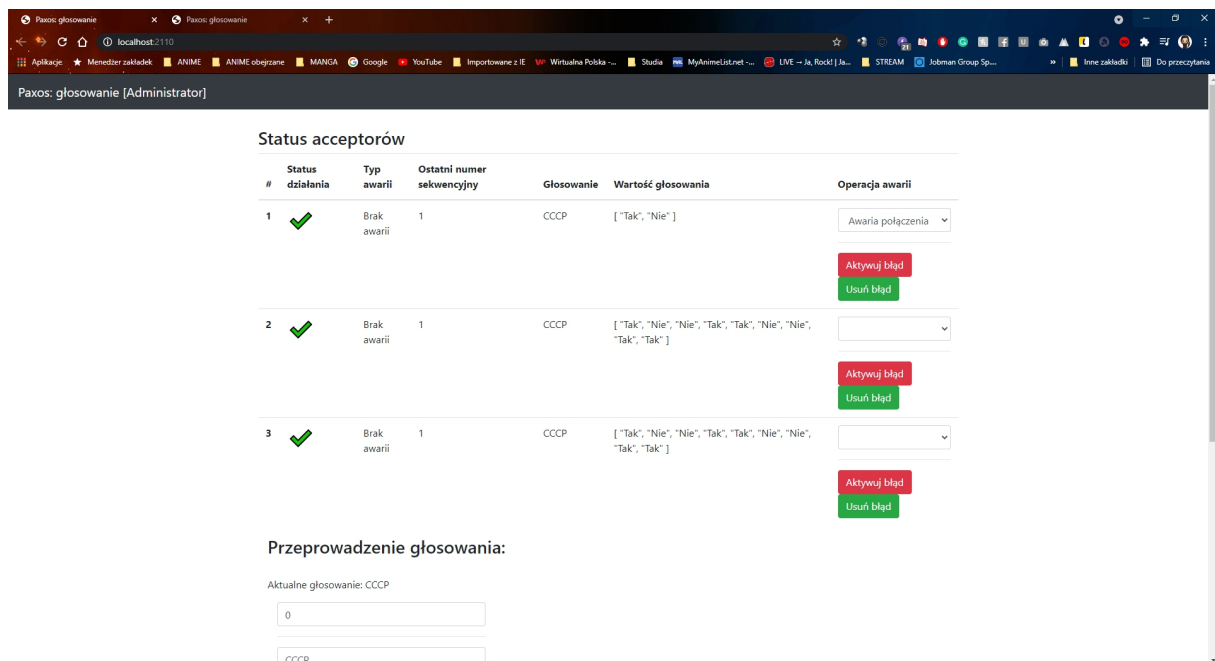 Paxos: głosowanie
Paxos: głosowanie
localhost:2110
Aplikacje Menedżer zakładek ANIME ANIME obejrzane MANGA Google YouTube Importowane z IE Wirtualna Polska -... Studia MyAnimeList.net -... LIVE → Ja, Rock! | Ja... STREAM Jobman Group Sp.... » Inne zakładki Do przeczytania
Paxos: głosowanie [Administrator]
Status acceptorów
# Status działania Typ awarii Ostatni numer sekwencyjny Głosowanie Wartość głosowania Operacja awarii
1 Brak awarii 1 CCCP [ "Tak", "Nie" ] Awaria połączenia
Aktywuj błąd
Usuń błąd
2 Brak awarii 1 CCCP [ "Tak", "Nie", "Nie", "Tak", "Tak", "Nie", "Nie",
"Tak", "Tak" ]
Aktywuj błąd
Usuń błąd
3 Brak awarii 1 CCCP [ "Tak", "Nie", "Nie", "Tak", "Tak", "Nie", "Nie",
"Tak", "Tak" ]
Aktywuj błąd
Usuń błąd
Przeprowadzenie głosowania:
Aktualne głosowanie: CCCP
0
CCCP